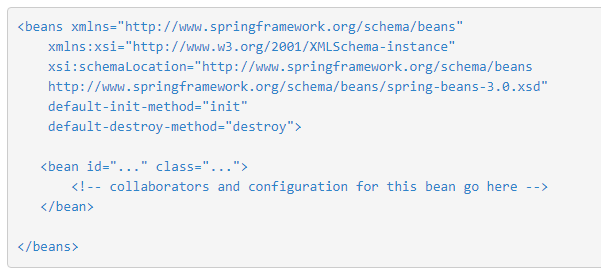 <beans xmlns="http://www.springframework.org/schema/beans"
    xmlns:xsi="http://www.w3.org/2001/XMLSchema-instance"
    xsi:schemaLocation="http://www.springframework.org/schema/beans
    http://www.springframework.org/schema/beans/spring-beans-3.0.xsd"
    default-init-method="init"
    default-destroy-method="destroy">

   <bean id="..." class="...">
       <!-- collaborators and configuration for this bean go here -->
   </bean>

</beans>